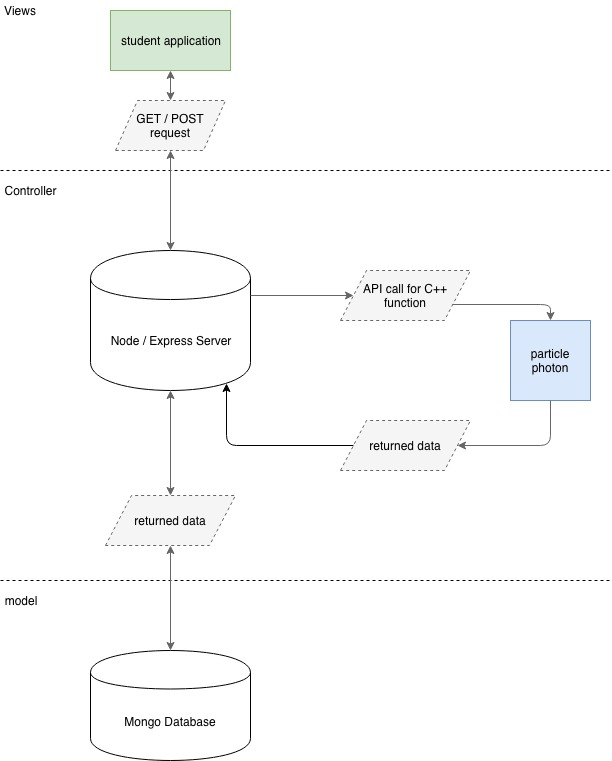 Views
student application
GET / POST
request
Controller
API call for C++
function
Node / Express Server
particle
photon
returned data
returned data
model
Mongo Database